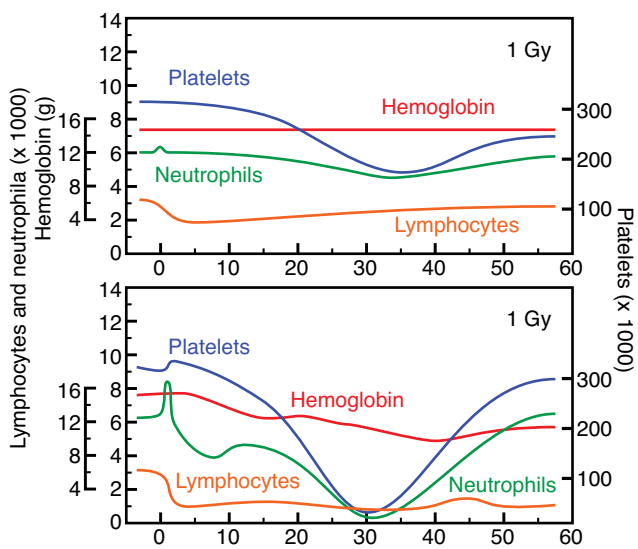 Lymphocytes and neutrophila (x 1000)
Hemoglobin (g)
16
12
8
4
14
12
10
8
6
4
2
0
1 Gy
Platelets
Hemoglobin
Neutrophils
Lymphocytes
300
200
100
0 10 20 30 40 50 60
Platelets
(x 1000)
16
12
8
4
14
12
10
8
6
4
2
0
1 Gy
Platelets
Hemoglobin
Lymphocytes
Neutrophils
300
200
100
0 10 20 30 40 50 60